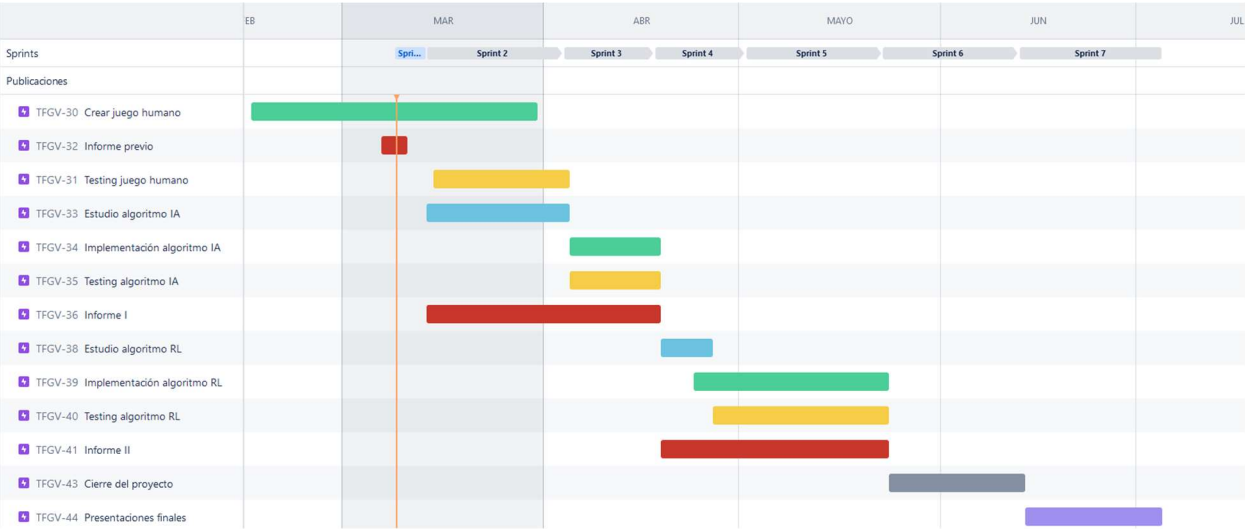 EB MAR ABR MAYO JUN JUL
Sprints Spri... Sprint 2 Sprint 3 Sprint 4 Sprint 5 Sprint 6 Sprint 7
Publicaciones
TFGV-30 Crear juego humano
TFGV-32 Informe previo
TFGV-31 Testing juego humano
TFGV-33 Estudio algoritmo IA
TFGV-34 Implementación algoritmo IA
TFGV-35 Testing algoritmo IA
TFGV-36 Informe I
TFGV-38 Estudio algoritmo RL
TFGV-39 Implementación algoritmo RL
TFGV-40 Testing algoritmo RL
TFGV-41 Informe II
TFGV-43 Cierre del proyecto
TFGV-44 Presentaciones finales